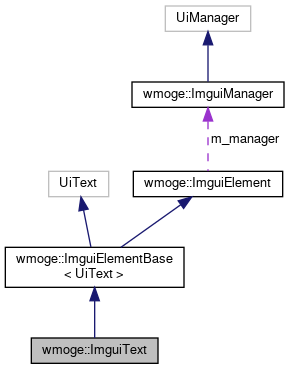 UiManager
wmoge::ImguiManager
m_manager
UiText
wmoge::ImguiElement
wmoge::ImguiElementBase
< UiText >
wmoge::ImguiText